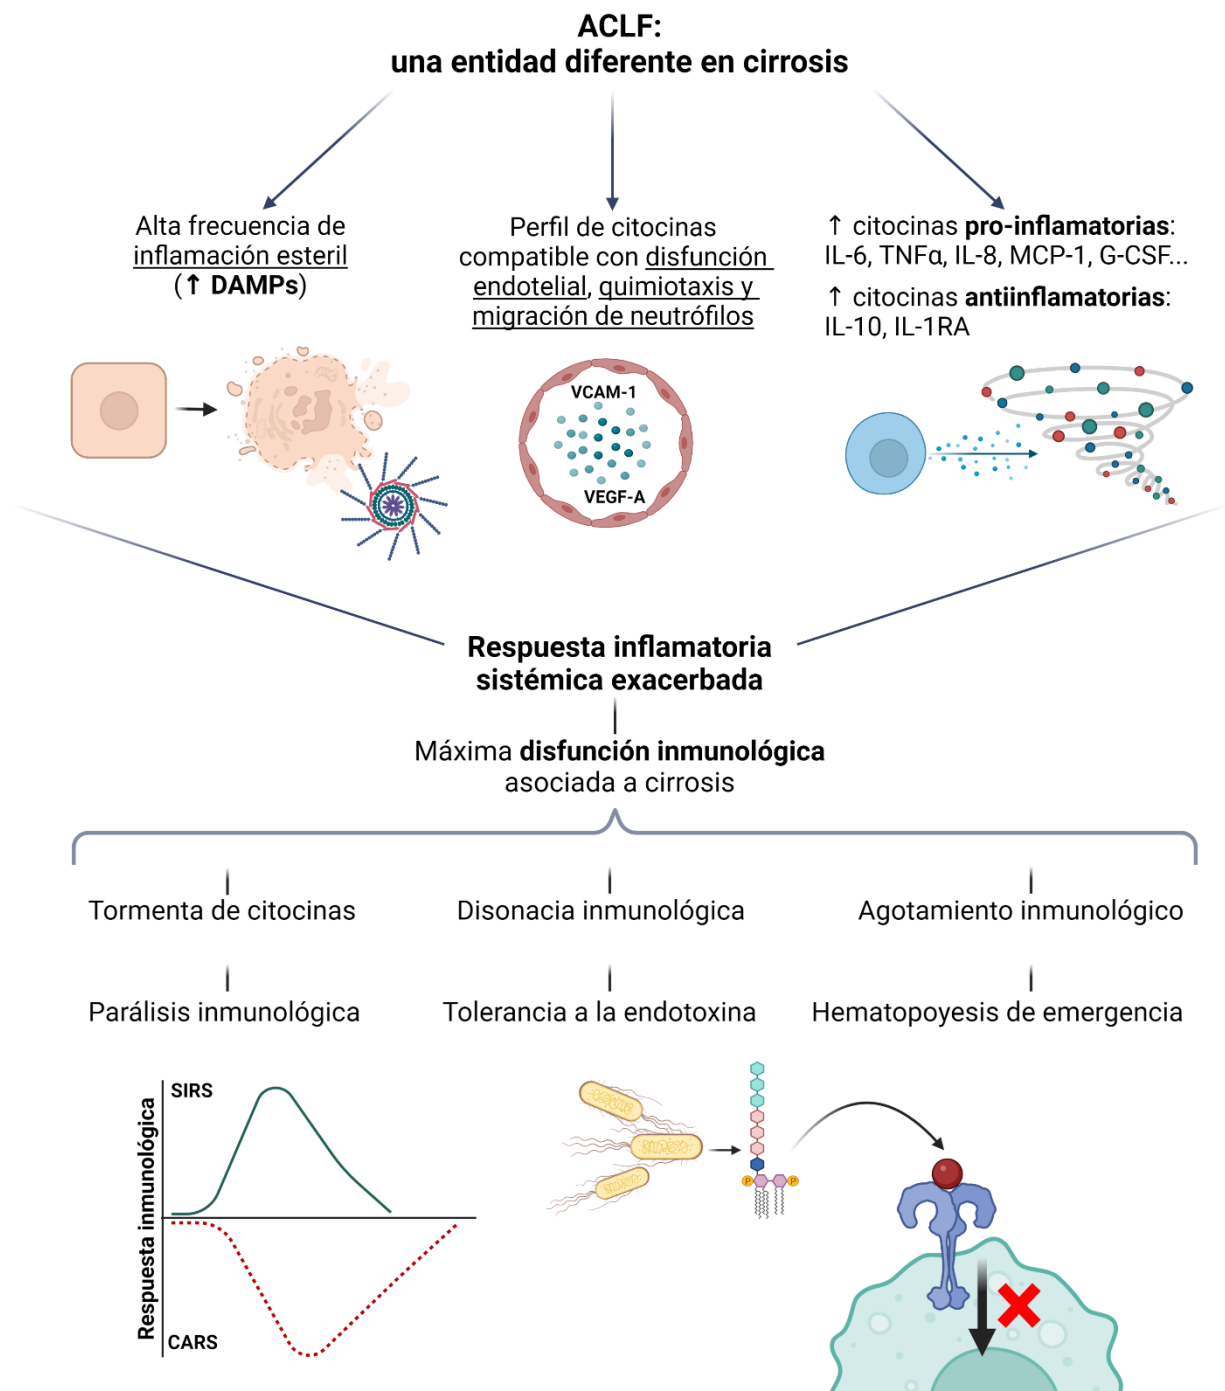 ACLF:
una entidad diferente en cirrosis
Alta frecuencia de
inflamación esteril
(↑ DAMPs)
Perfil de citocinas
compatible con disfunción
endotelial, quimiotaxis y
migración de neutrófilos
↑ citocinas pro-inflamatorias:
IL-6, TNFα, IL-8, MCP-1, G-CSF...
↑ citocinas antiinflamatorias:
IL-10, IL-1RA
VCAM-1
VEGF-A
Respuesta inflamatoria
sistémica exacerbada
Máxima disfunción inmunológica
asociada a cirrosis
Tormenta de citocinas
Disonacia inmunológica
Agotamiento inmunológico
Parálisis inmunológica
Tolerancia a la endotoxina
Hematopoyesis de emergencia
Respuesta inmunológica
SIRS
CARS
P
P